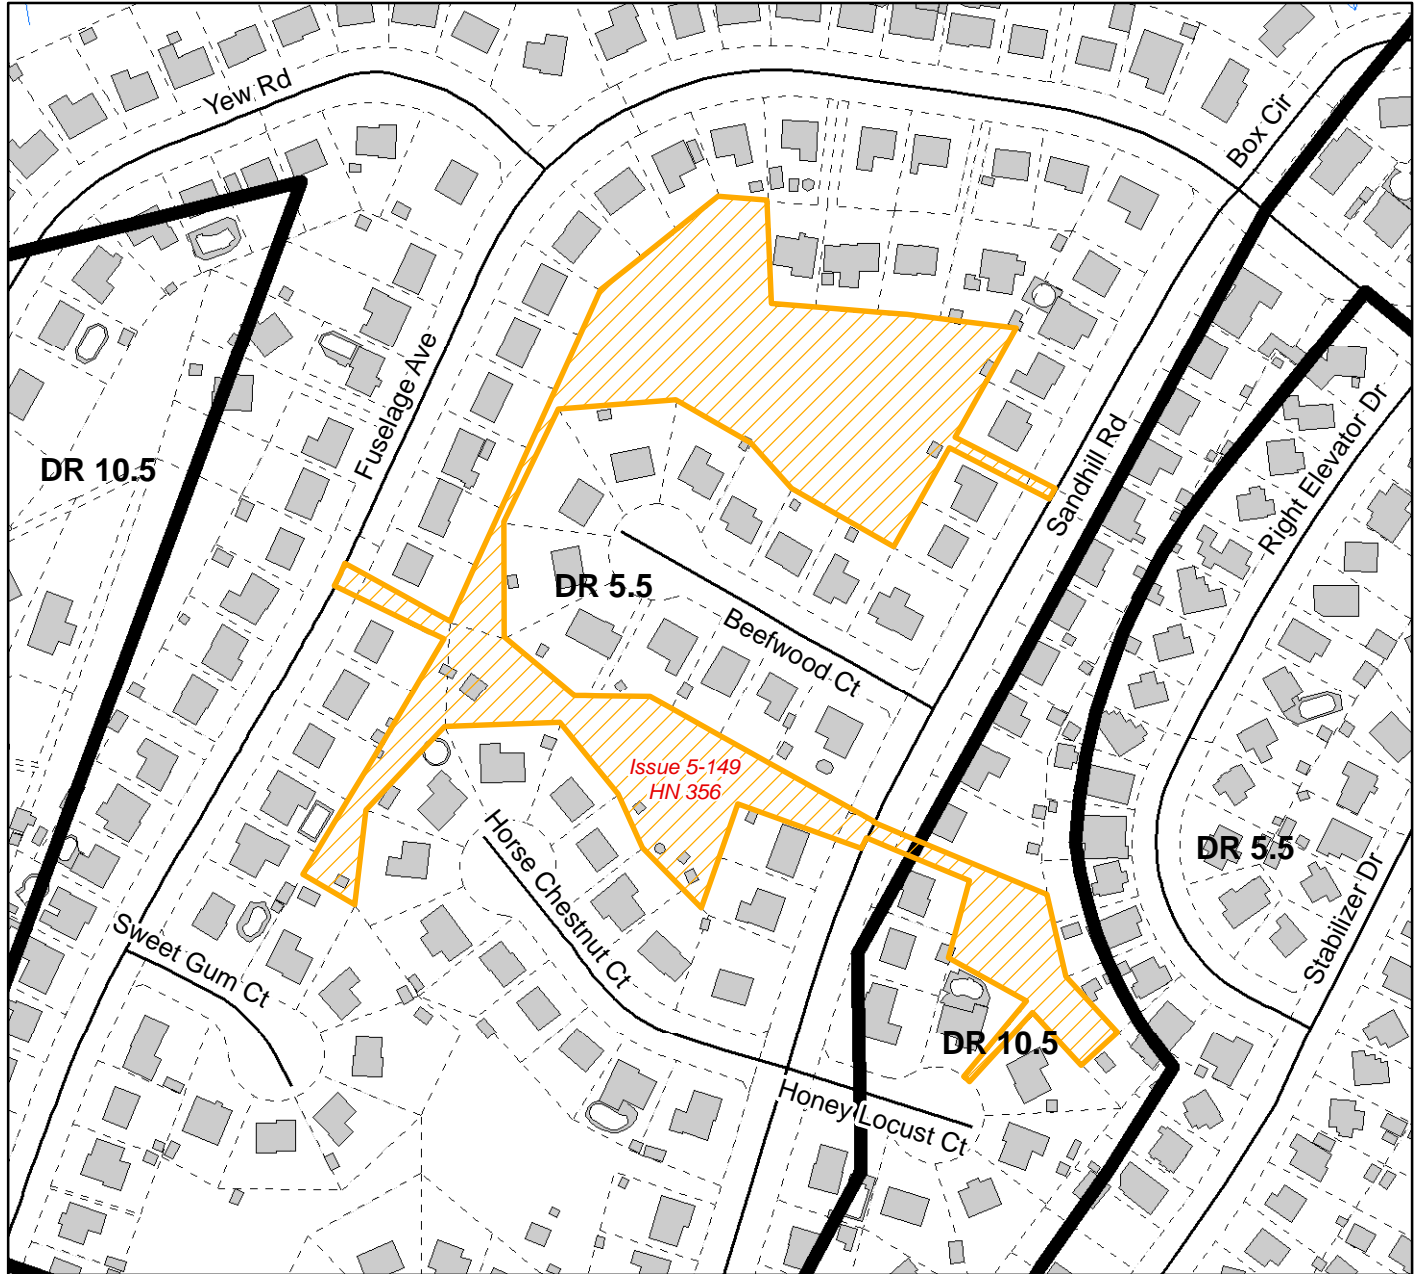 Yew Rd
Box Cir
Fuselage Ave
Sandhill Rd
Right Elevator Dr
DR 10.5
DR 5.5
Beefwood Ct
Issue 5-149
HN 356
Horse Chestnut Ct
DR 5.5
Stabilizer Dr
Sweet Gum Ct
DR 10.5
Honey Locust Ct